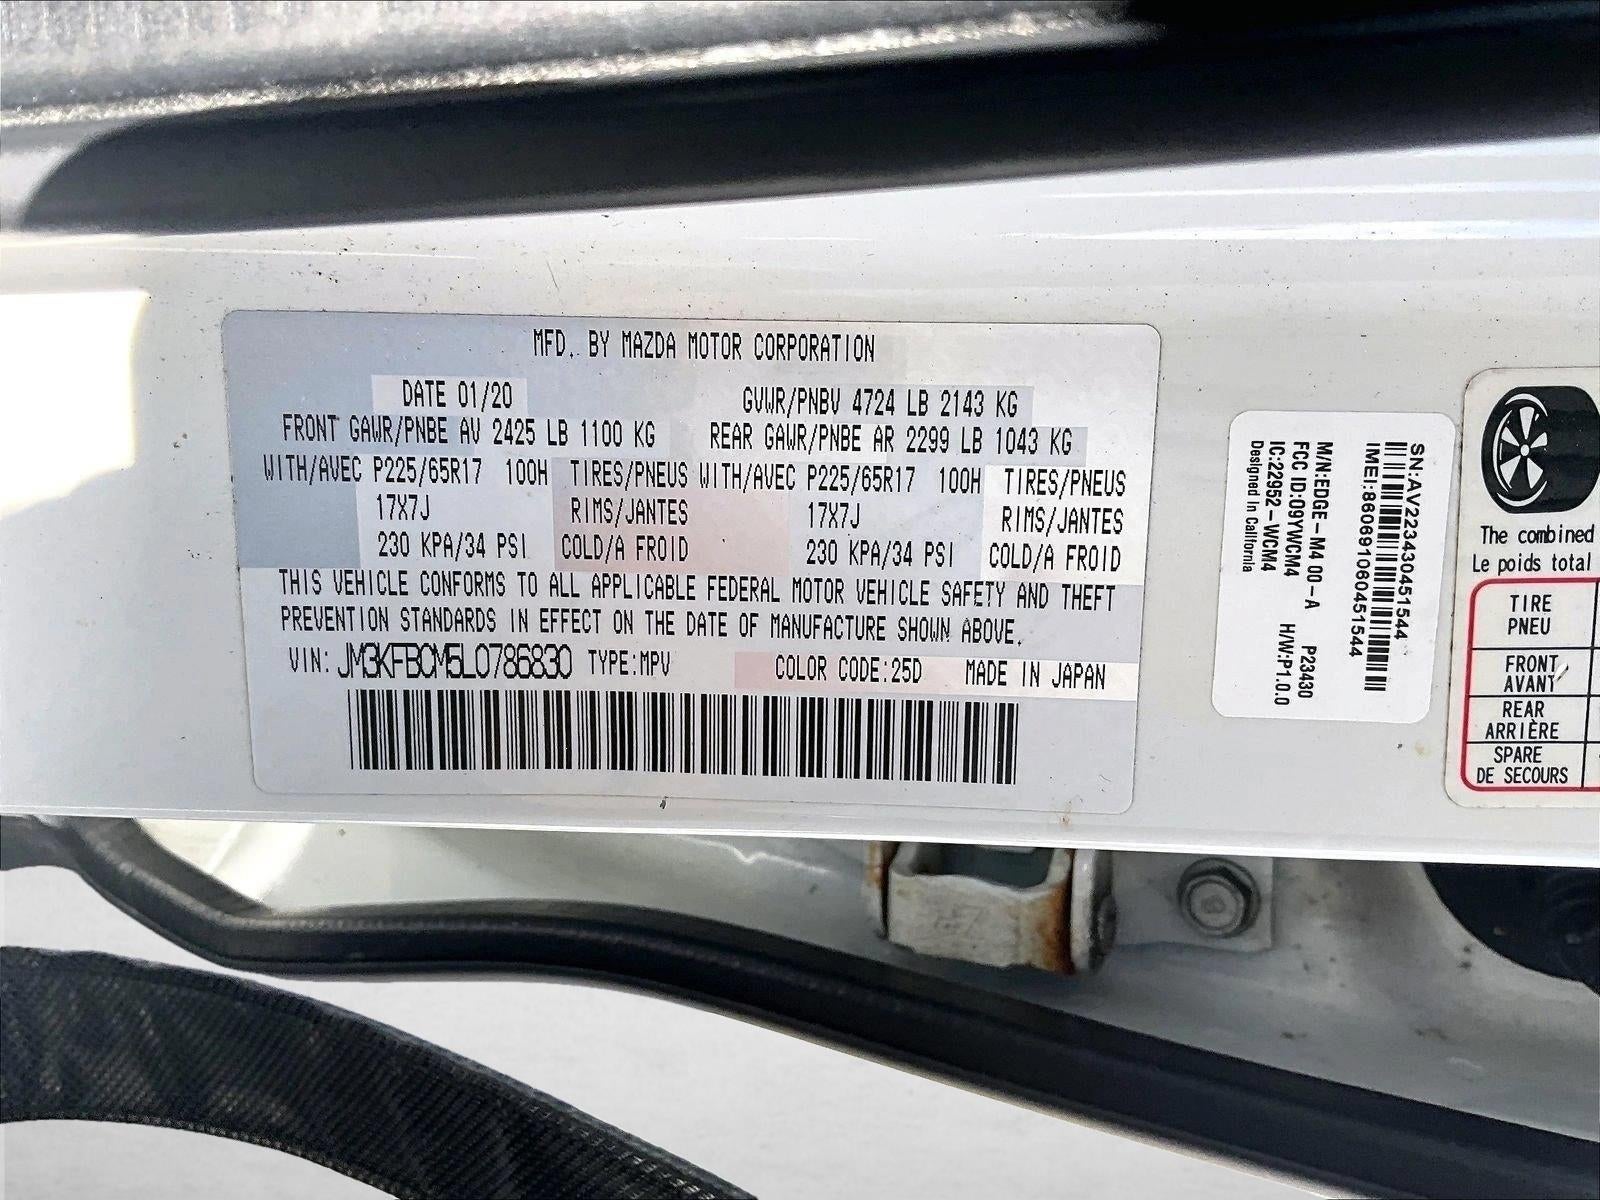 MFD. BY MAZDA MOTOR CORPORATION
DATE 01/20 GVWR/PNBV 4724 LB 2143 KG
FRONT GAWR/PNBE AV 2425 LB 1100 KG REAR GAWR/PNBE AR 2299 LB 1043 KG
WITH/AVEC P225/65R17 100H TIRES/PNEUS WITH/AVEC P225/65R17 100H TIRES/PNEUS
17X7J RIMS/JANTES 17X7J RIMS/JANTES
230 KPA/34 PSI COLD/A FROID 230 KPA/34 PSI COLD/A FROID
THIS VEHICLE CONFORMS TO ALL APPLICABLE FEDERAL MOTOR VEHICLE SAFETY AND THEFT
PREVENTION STANDARDS IN EFFECT ON THE DATE OF MANUFACTURE SHOWN ABOVE.
VIN: JM3KFBCM5L0786830 TYPE:MPV COLOR CODE:25D MADE IN JAPAN
SN:AV223430451544
IMEI:860691060451544
M/N:EDGE-M4 00-A P23430
FCC ID:O9YWCM4 H/W:P1.0.0
IC:22952-WCM4
Designed in California
The combined
Le poids total
TIRE
PNEU
FRONT
AVANT
REAR
ARRIÈRE
SPARE
DE SECOURS